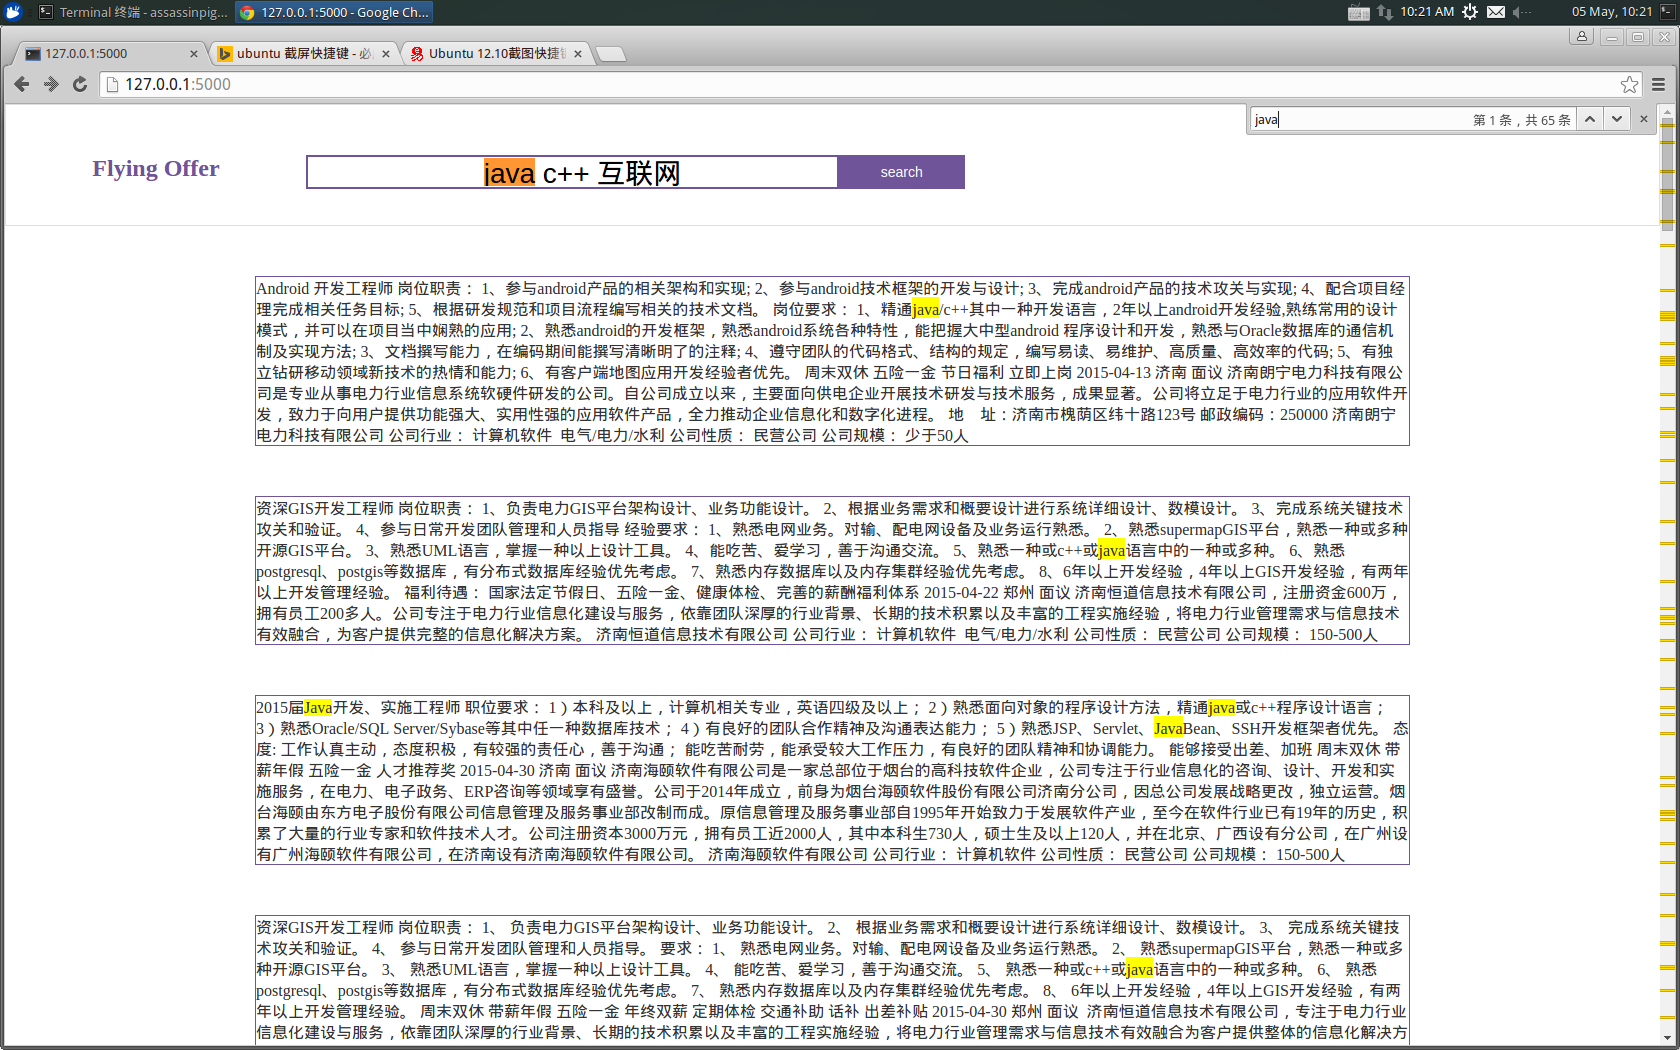 Terminal 终端 - assassinpig...
127.0.0.1:5000 - Google Ch...
10:21 AM
05 May, 10:21
127.0.0.1:5000
ubuntu 截屏快捷键 - 必
Ubuntu 12.10截图快捷键
127.0.0.1:5000
java
第 1 条，共 65 条
Flying Offer
java c++ 互联网
search
Android 开发工程师 岗位职责： 1、参与android产品的相关架构和实现; 2、参与android技术框架的开发与设计; 3、完成android产品的技术攻关与实现; 4、配合项目经
理完成相关任务目标; 5、根据研发规范和项目流程编写相关的技术文档。 岗位要求： 1、精通java/c++其中一种开发语言，2年以上android开发经验,熟练常用的设计
模式，并可以在项目当中娴熟的应用; 2、熟悉android的开发框架，熟悉android系统各种特性，能把握大中型android 程序设计和开发，熟悉与Oracle数据库的通信机
制及实现方法; 3、文档撰写能力，在编码期间能撰写清晰明了的注释; 4、遵守团队的代码格式、结构的规定，编写易读、易维护、高质量、高效率的代码; 5、有独
立钻研移动领域新技术的热情和能力; 6、有客户端地图应用开发经验者优先。 周末双休 五险一金 节日福利 立即上岗 2015-04-13 济南 面议 济南朗宁电力科技有限公
司是专业从事电力行业信息系统软硬件研发的公司。自公司成立以来，主要面向供电企业开展技术研发与技术服务，成果显著。公司将立足于电力行业的应用软件开
发，致力于向用户提供功能强大、实用性强的应用软件产品，全力推动企业信息化和数字化进程。 地　址：济南市槐荫区纬十路123号 邮政编码：250000 济南朗宁
电力科技有限公司 公司行业： 计算机软件 电气/电力/水利 公司性质： 民营公司 公司规模： 少于50人
资深GIS开发工程师 岗位职责： 1、负责电力GIS平台架构设计、业务功能设计。 2、根据业务需求和概要设计进行系统详细设计、数模设计。 3、完成系统关键技术
攻关和验证。 4、参与日常开发团队管理和人员指导 经验要求： 1、熟悉电网业务。对输、配电网设备及业务运行熟悉。 2、熟悉supermapGIS平台，熟悉一种或多种
开源GIS平台。 3、熟悉UML语言，掌握一种以上设计工具。 4、能吃苦、爱学习，善于沟通交流。 5、熟悉一种或c++或java语言中的一种或多种。 6、熟悉
postgresql、postgis等数据库，有分布式数据库经验优先考虑。 7、熟悉内存数据库以及内存集群经验优先考虑。 8、6年以上开发经验，4年以上GIS开发经验，有两年
以上开发管理经验。 福利待遇： 国家法定节假日、五险一金、健康体检、完善的薪酬福利体系 2015-04-22 郑州 面议 济南恒道信息技术有限公司，注册资金600万，
拥有员工200多人。公司专注于电力行业信息化建设与服务，依靠团队深厚的行业背景、长期的技术积累以及丰富的工程实施经验，将电力行业管理需求与信息技术
有效融合，为客户提供完整的信息化解决方案。 济南恒道信息技术有限公司 公司行业： 计算机软件 电气/电力/水利 公司性质： 民营公司 公司规模： 150-500人
2015届Java开发、实施工程师 职位要求： 1）本科及以上，计算机相关专业，英语四级及以上； 2）熟悉面向对象的程序设计方法，精通java或c++程序设计语言；
3）熟悉Oracle/SQL Server/Sybase等其中任一种数据库技术； 4）有良好的团队合作精神及沟通表达能力； 5）熟悉JSP、Servlet、JavaBean、SSH开发框架者优先。 态
度: 工作认真主动，态度积极，有较强的责任心，善于沟通； 能吃苦耐劳，能承受较大工作压力，有良好的团队精神和协调能力。 能够接受出差、加班 周末双休 带
薪年假 五险一金 人才推荐奖 2015-04-30 济南 面议 济南海颐软件有限公司是一家总部位于烟台的高科技软件企业，公司专注于行业信息化的咨询、设计、开发和实
施服务，在电力、电子政务、ERP咨询等领域享有盛誉。公司于2014年成立，前身为烟台海颐软件股份有限公司济南分公司，因总公司发展战略更改，独立运营。烟
台海颐由东方电子股份有限公司信息管理及服务事业部改制而成。原信息管理及服务事业部自1995年开始致力于发展软件产业，至今在软件行业已有19年的历史，积
累了大量的行业专家和软件技术人才。公司注册资本3000万元，拥有员工近2000人，其中本科生730人，硕士生及以上120人，并在北京、广西设有分公司，在广州设
有广州海颐软件有限公司，在济南设有济南海颐软件有限公司。 济南海颐软件有限公司 公司行业： 计算机软件 公司性质： 民营公司 公司规模： 150-500人
资深GIS开发工程师 岗位职责： 1、 负责电力GIS平台架构设计、业务功能设计。 2、 根据业务需求和概要设计进行系统详细设计、数模设计。 3、 完成系统关键技
术攻关和验证。 4、 参与日常开发团队管理和人员指导。 要求： 1、 熟悉电网业务。对输、配电网设备及业务运行熟悉。 2、 熟悉supermapGIS平台，熟悉一种或多
种开源GIS平台。 3、 熟悉UML语言，掌握一种以上设计工具。 4、 能吃苦、爱学习，善于沟通交流。 5、 熟悉一种或c++或java语言中的一种或多种。 6、 熟悉
postgresql、postgis等数据库，有分布式数据库经验优先考虑。 7、 熟悉内存数据库以及内存集群经验优先考虑。 8、 6年以上开发经验，4年以上GIS开发经验，有两
年以上开发管理经验。 周末双休 带薪年假 五险一金 年终双薪 定期体检 交通补助 话补 出差补贴 2015-04-30 郑州 面议 济南恒道信息技术有限公司，专注于电力行业
信息化建设与服务，依靠团队深厚的行业背景、长期的技术积累以及丰富的工程实施经验，将电力行业管理需求与信息技术有效融合为客户提供整体的信息化解决方